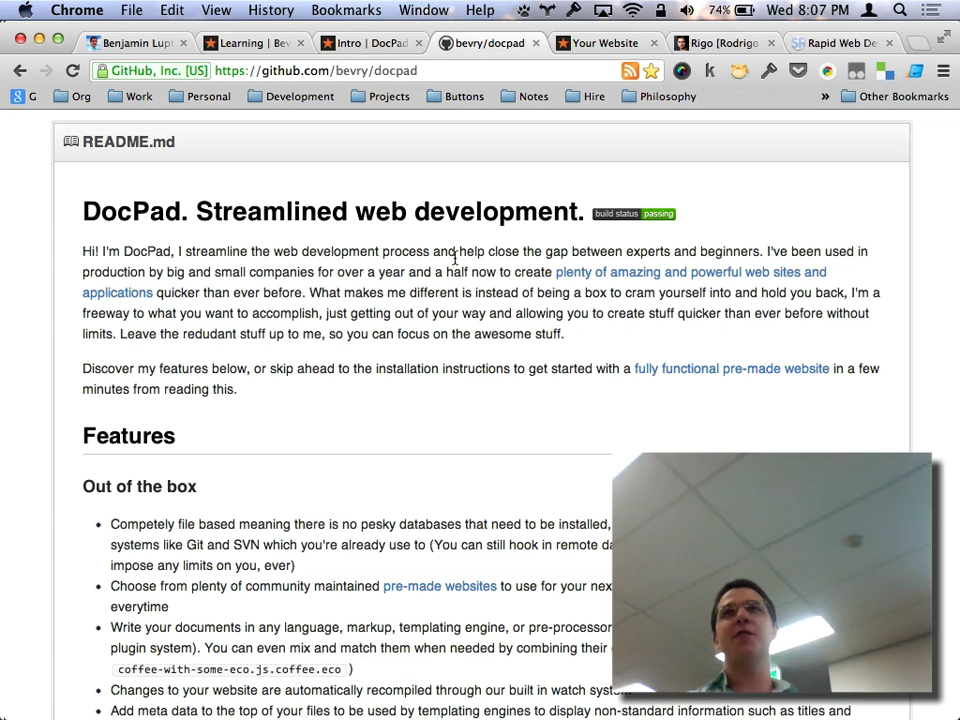 Chrome File Edit View History Bookmarks Window Help 74% Wed 8:07 PM
Benjamin Lup Learning | Bev Intro | DocPad bevry/docpad Your Website Rigo [Rodrigo Rapid Web Dev
GitHub, Inc. [US] https://github.com/bevry/docpad
G Org Work Personal Development Projects Buttons Notes Hire Philosophy » Other Bookmarks
README.md
DocPad. Streamlined web development. build status passing
Hi! I'm DocPad, I streamline the web development process and help close the gap between experts and beginners. I've been used in
production by big and small companies for over a year and a half now to create plenty of amazing and powerful web sites and
applications quicker than ever before. What makes me different is instead of being a box to cram yourself into and hold you back, I'm a
freeway to what you want to accomplish, just getting out of your way and allowing you to create stuff quicker than ever before without
limits. Leave the redudant stuff up to me, so you can focus on the awesome stuff.
Discover my features below, or skip ahead to the installation instructions to get started with a fully functional pre-made website in a few
minutes from reading this.
Features
Out of the box
• Competely file based meaning there is no pesky databases that need to be installed,
systems like Git and SVN which you're already use to (You can still hook in remote da
impose any limits on you, ever)
• Choose from plenty of community maintained pre-made websites to use for your nex
everytime
• Write your documents in any language, markup, templating engine, or pre-processor
plugin system). You can even mix and match them when needed by combining their
coffee-with-some-eco.js.coffee.eco )
• Changes to your website are automatically recompiled through our built in watch system
• Add meta data to the top of your files to be used by templating engines to display non-standard information such as titles and